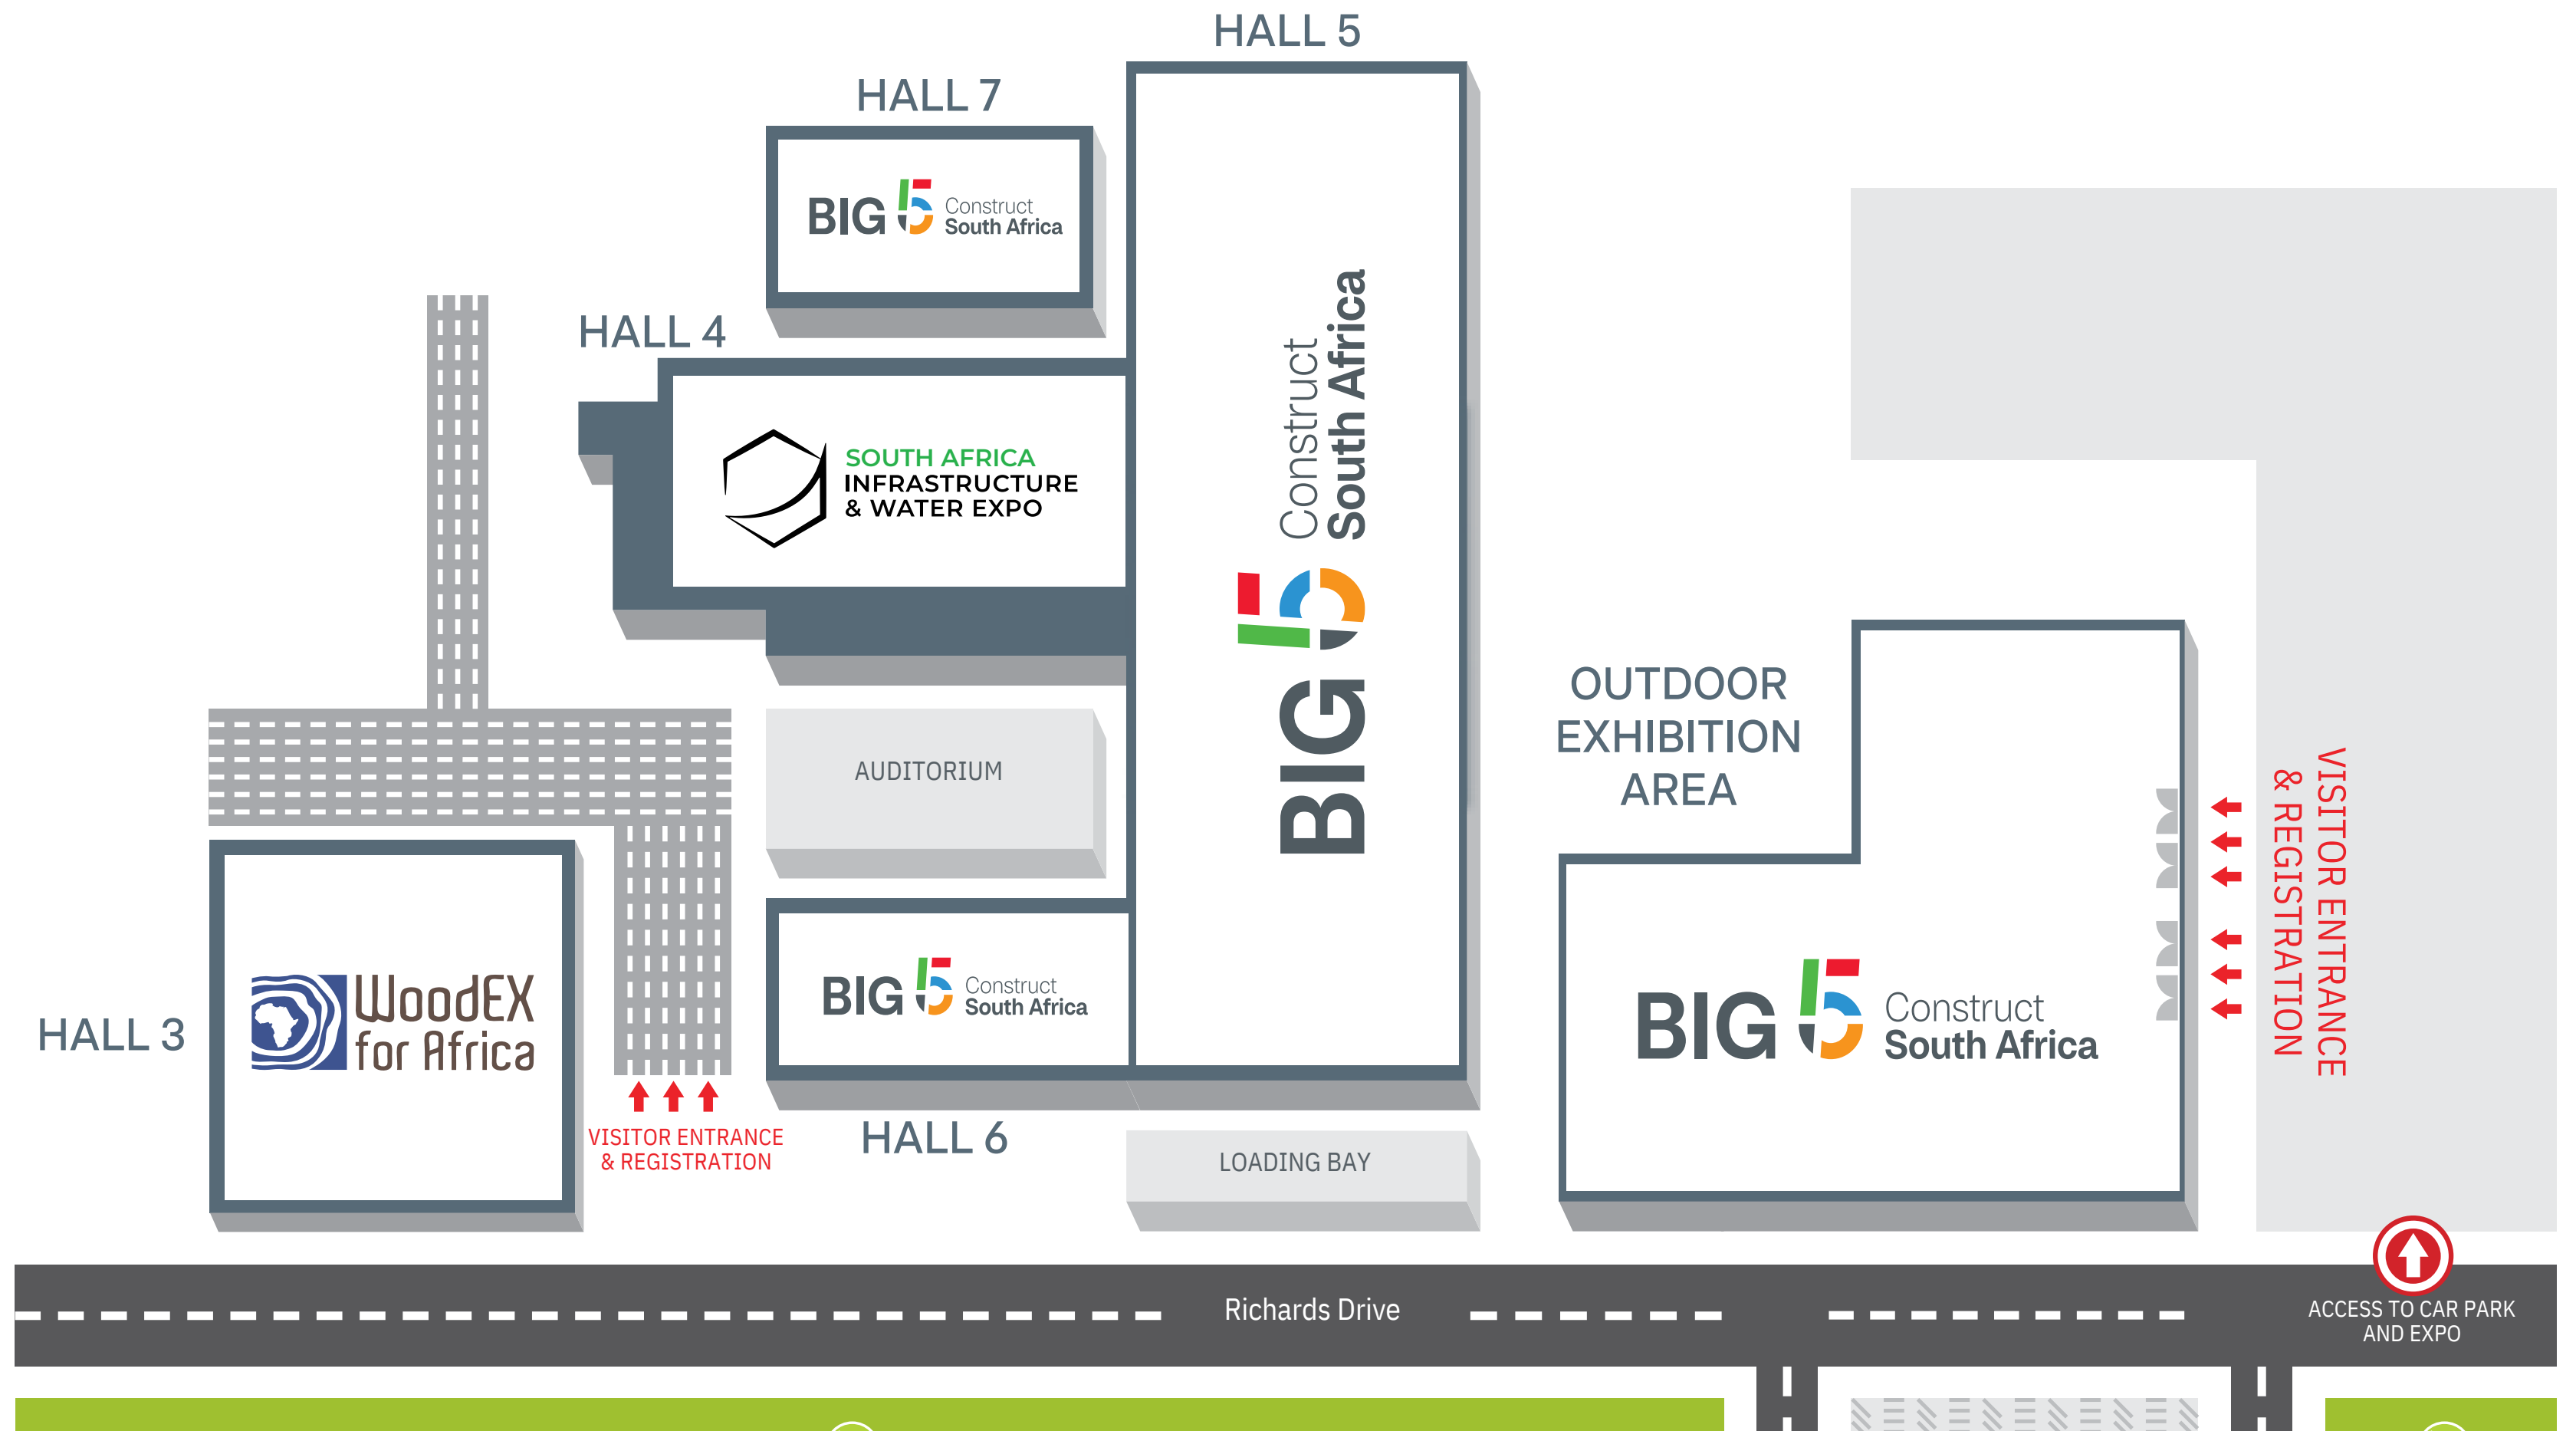 HALL 5
HALL 7
BIG 5 Construct
South Africa
HALL 4
SOUTH AFRICA
INFRASTRUCTURE
& WATER EXPO
BIG 5 Construct
South Africa
OUTDOOR
EXHIBITION
AREA
AUDITORIUM
VISITOR ENTRANCE
& REGISTRATION
HALL 3
WoodEX
for Africa
BIG 5 Construct
South Africa
BIG 5 Construct
South Africa
VISITOR ENTRANCE
& REGISTRATION
HALL 6
LOADING BAY
Richards Drive
ACCESS TO CAR PARK
AND EXPO